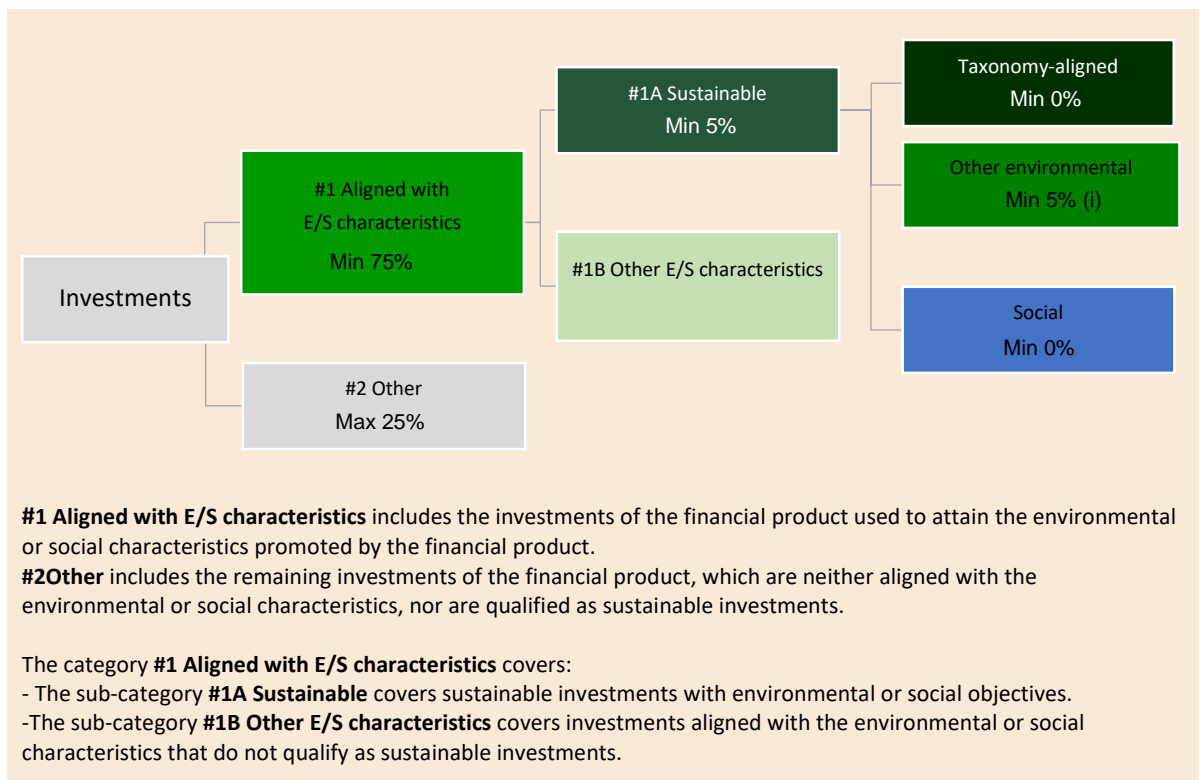 Investments
#1 Aligned with
E/S characteristics
Min 75%
#2 Other
Max 25%
#1A Sustainable
Min 5%
#1B Other E/S characteristics
Taxonomy-aligned
Min 0%
Other environmental
Min 5% (i)
Social
Min 0%
#1 Aligned with E/S characteristics includes the investments of the financial product used to attain the environmental
or social characteristics promoted by the financial product.
#2Other includes the remaining investments of the financial product, which are neither aligned with the
environmental or social characteristics, nor are qualified as sustainable investments.
The category #1 Aligned with E/S characteristics covers:
- The sub-category #1A Sustainable covers sustainable investments with environmental or social objectives.
-The sub-category #1B Other E/S characteristics covers investments aligned with the environmental or social
characteristics that do not qualify as sustainable investments.